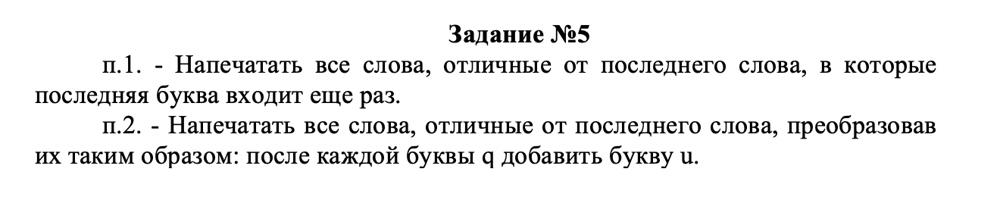 Задание №5
п.1. - Напечатать все слова, отличные от последнего слова, в которые
последняя буква входит еще раз.
п.2. - Напечатать все слова, отличные от последнего слова, преобразовав
их таким образом: после каждой буквы q добавить букву u.